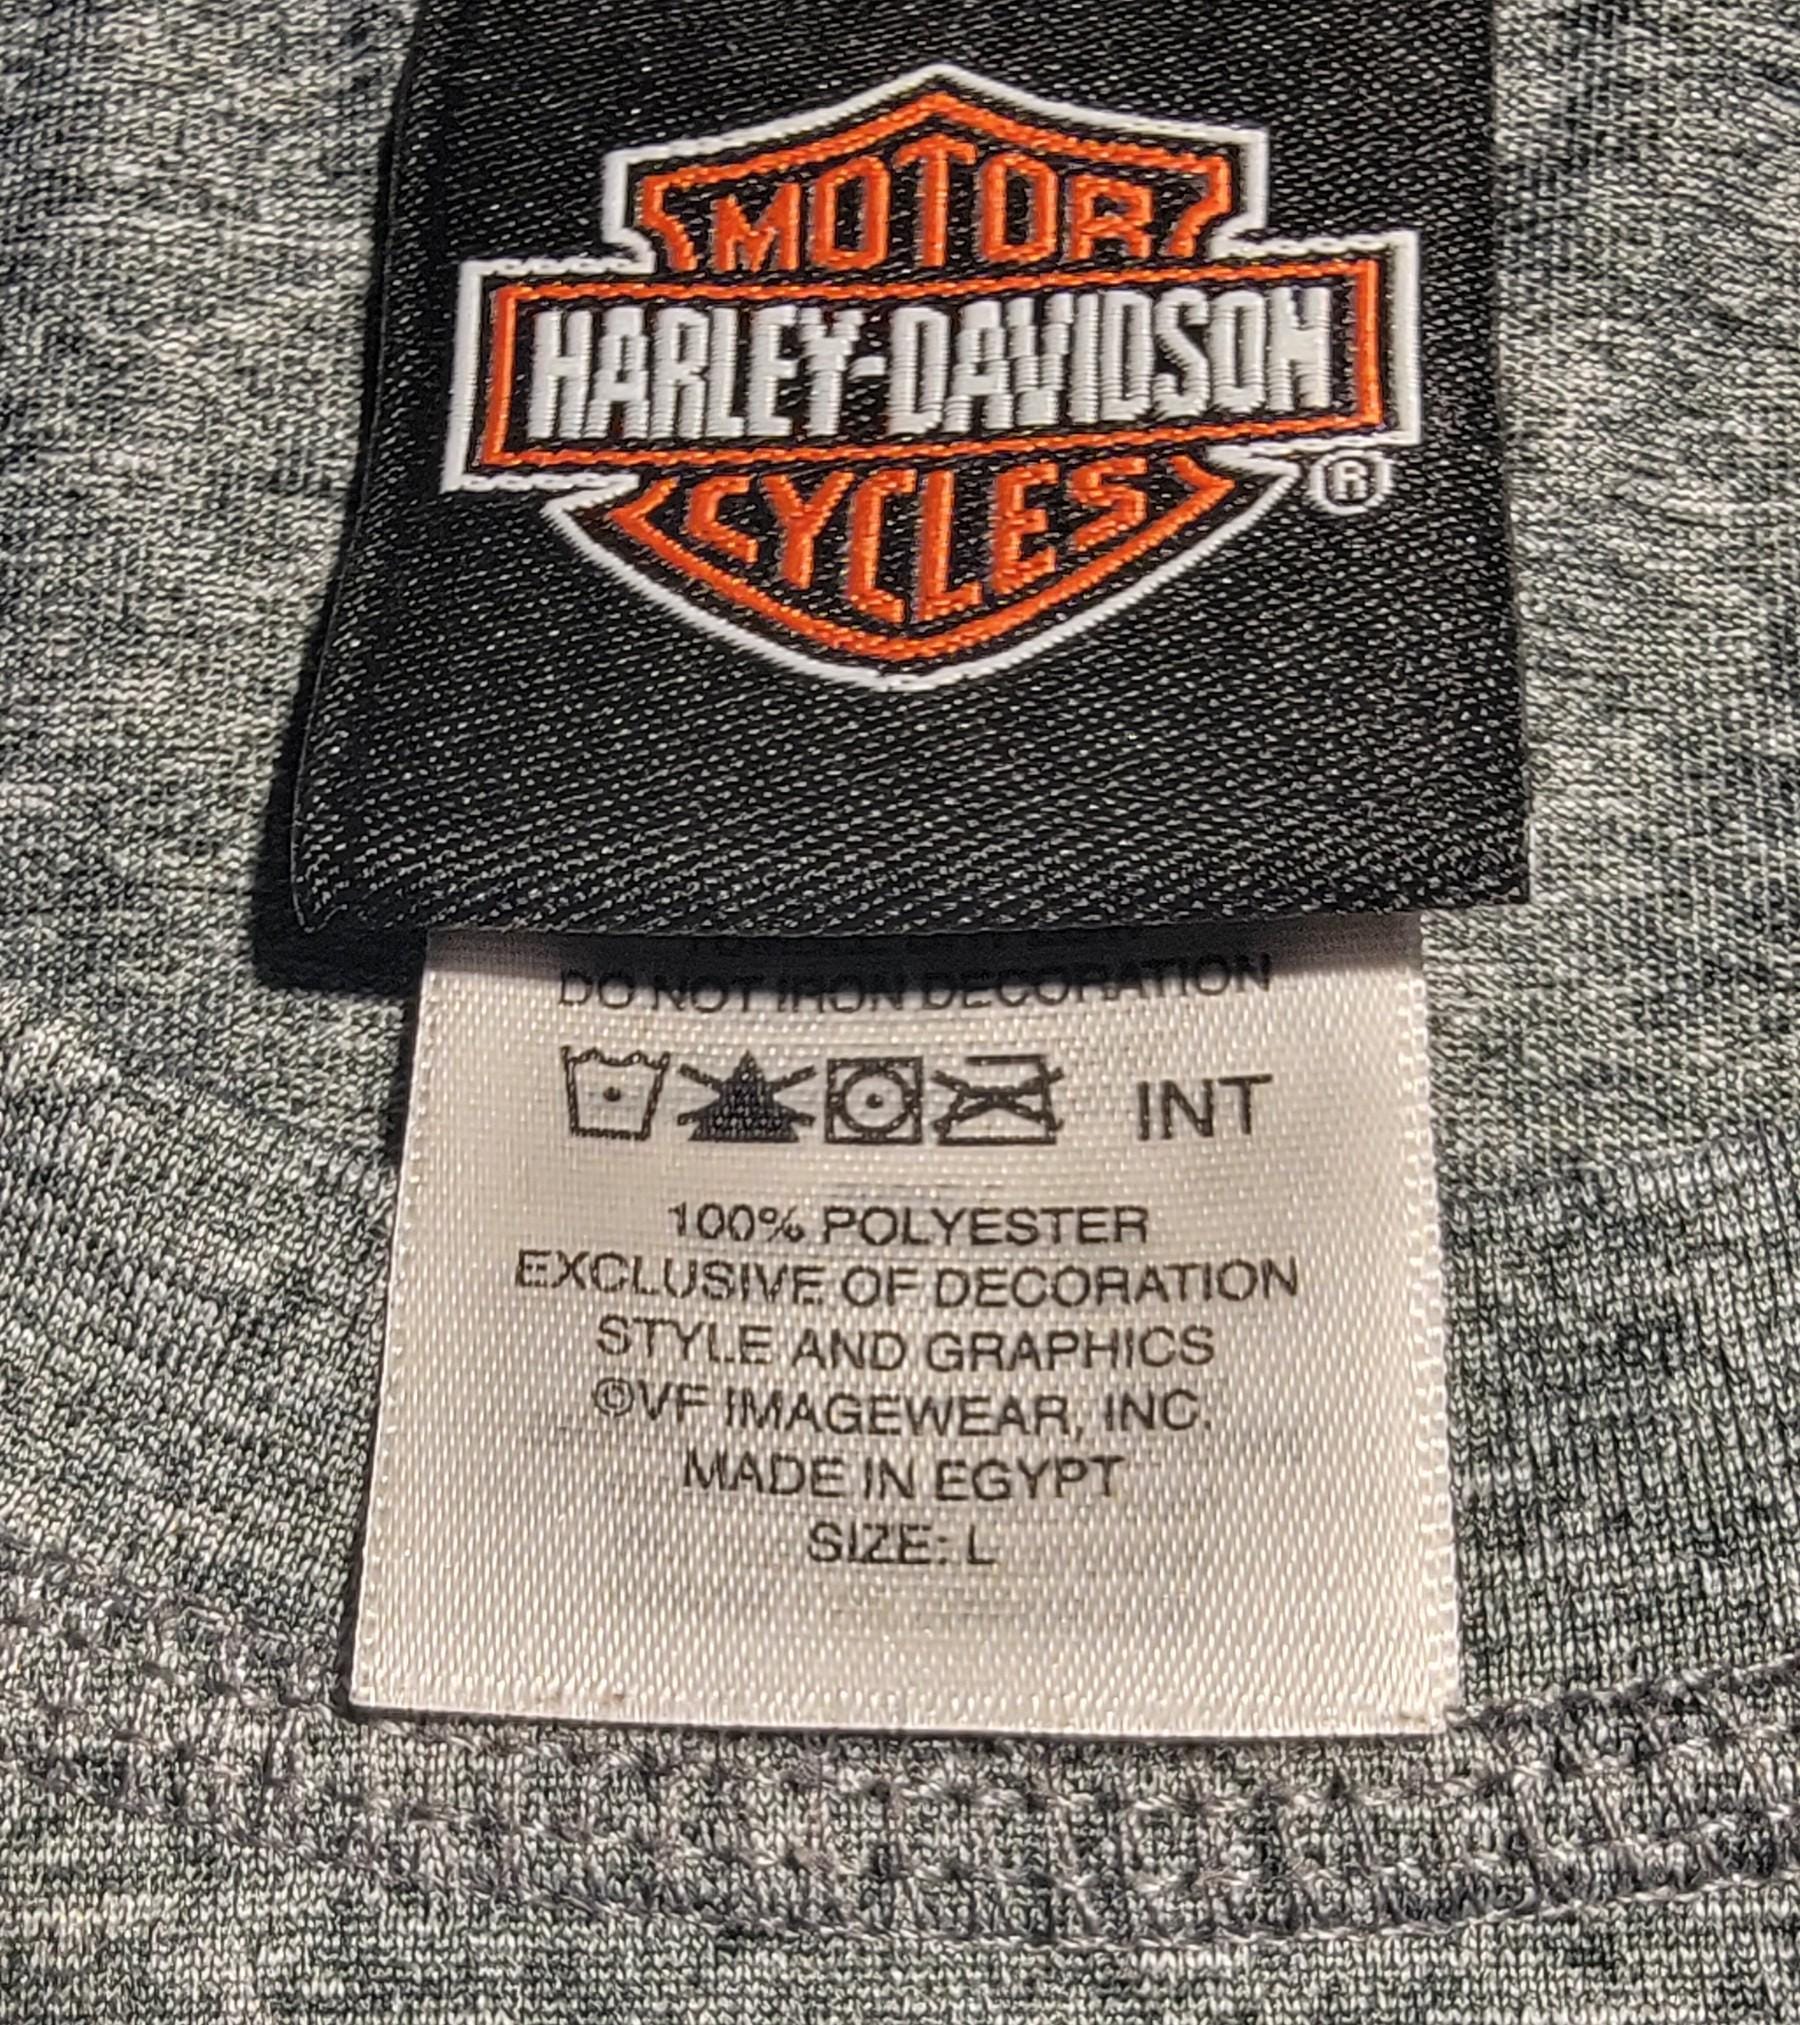 MOTOR
HARLEY-DAVIDSON
CYCLES
®
DO NOT IRON DECORATION
INT
100% POLYESTER
EXCLUSIVE OF DECORATION
STYLE AND GRAPHICS
©VF IMAGEWEAR, INC.
MADE IN EGYPT
SIZE: L